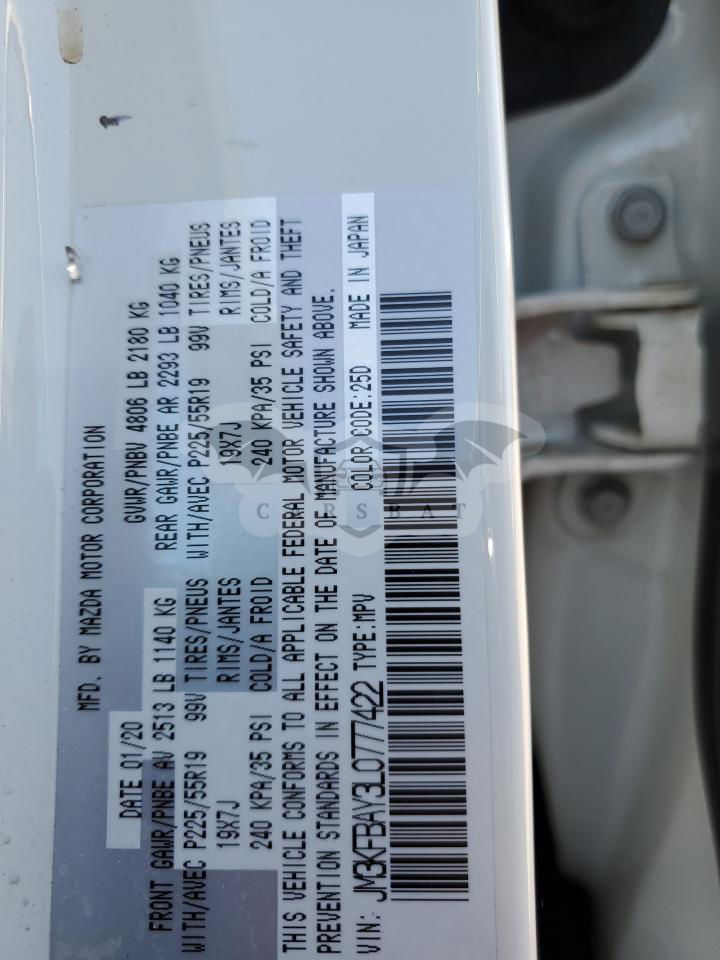 MFD. BY MAZDA MOTOR CORPORATION
DATE 01/20 GVWR/PNBV 4806 LB 2180 KG
FRONT GAWR/PNBE AV 2513 LB 1140 KG REAR GAWR/PNBE AR 2293 LB 1040 KG
WITH/AVEC P225/55R19 99V TIRES/PNEUS WITH/AVEC P225/55R19 99V TIRES/PNEUS
19X7J RIMS/JANTES 19X7J RIMS/JANTES
240 KPA/35 PSI COLD/A FROID 240 KPA/35 PSI COLD/A FROID
THIS VEHICLE CONFORMS TO ALL APPLICABLE FEDERAL MOTOR VEHICLE SAFETY AND THEFT
PREVENTION STANDARDS IN EFFECT ON THE DATE OF MANUFACTURE SHOWN ABOVE.
VIN: JM3KFBAY3L0777422 TYPE:MPV COLOR CODE:25D MADE IN JAPAN
CARSBAT